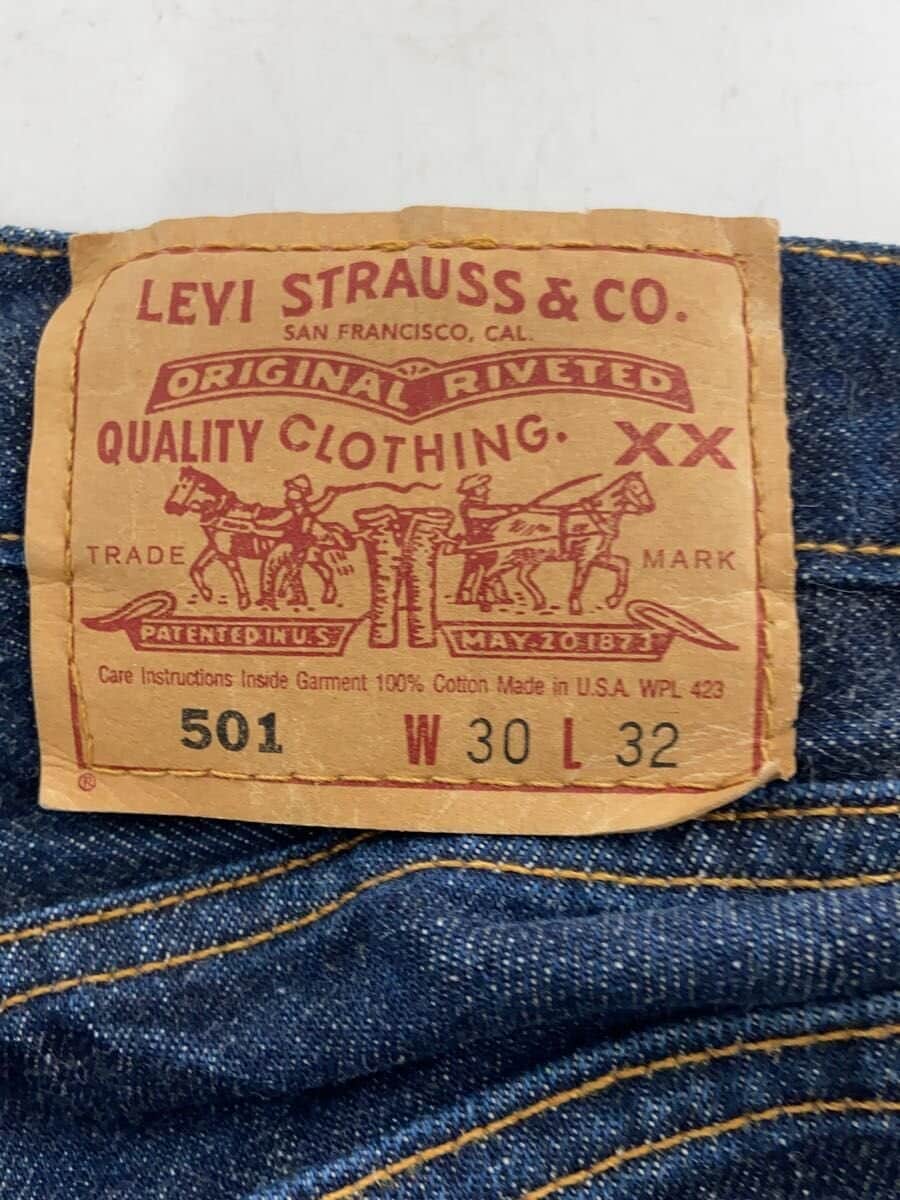 LEVI STRAUSS & CO.
SAN FRANCISCO, CAL.
ORIGINAL RIVETED
QUALITY CLOTHING. XX
TRADE MARK
PATENTED IN U.S. MAY 20 1873
Care Instructions Inside Garment 100% Cotton Made in U.S.A. WPL 423
501 W 30 L 32
®